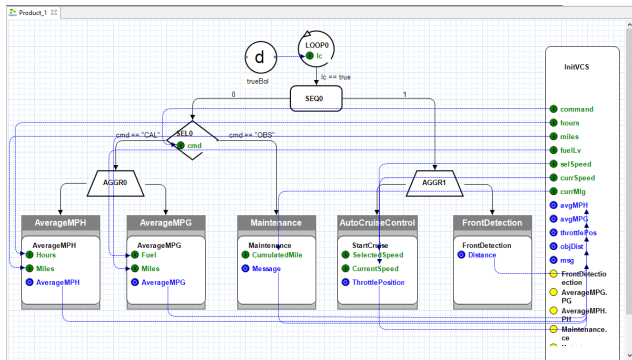 Product_1
d
trueBol
LOOP0
lc
lc == true
SEQ0
0
1
cmd == "CAL"
SEL0
cmd == "OBS"
cmd
AGGR0
AGGR1
AverageMPH
AverageMPH
Hours
Miles
AverageMPH
AverageMPG
AverageMPG
Fuel
Miles
AverageMPG
Maintenance
Maintenance
CumulatedMile
Message
AutoCruiseControl
StartCruise
SelectedSpeed
CurrentSpeed
ThrottlePosition
FrontDetection
FrontDetection
Distance
InitVCS
command
hours
miles
fuelLv
selSpeed
currSpeed
currMlg
avgMPH
avgMPG
throttlePos
objDist
msg
FrontDetectio
ection
AverageMPG.
PG
AverageMPH.
PH
Maintenance.
ce